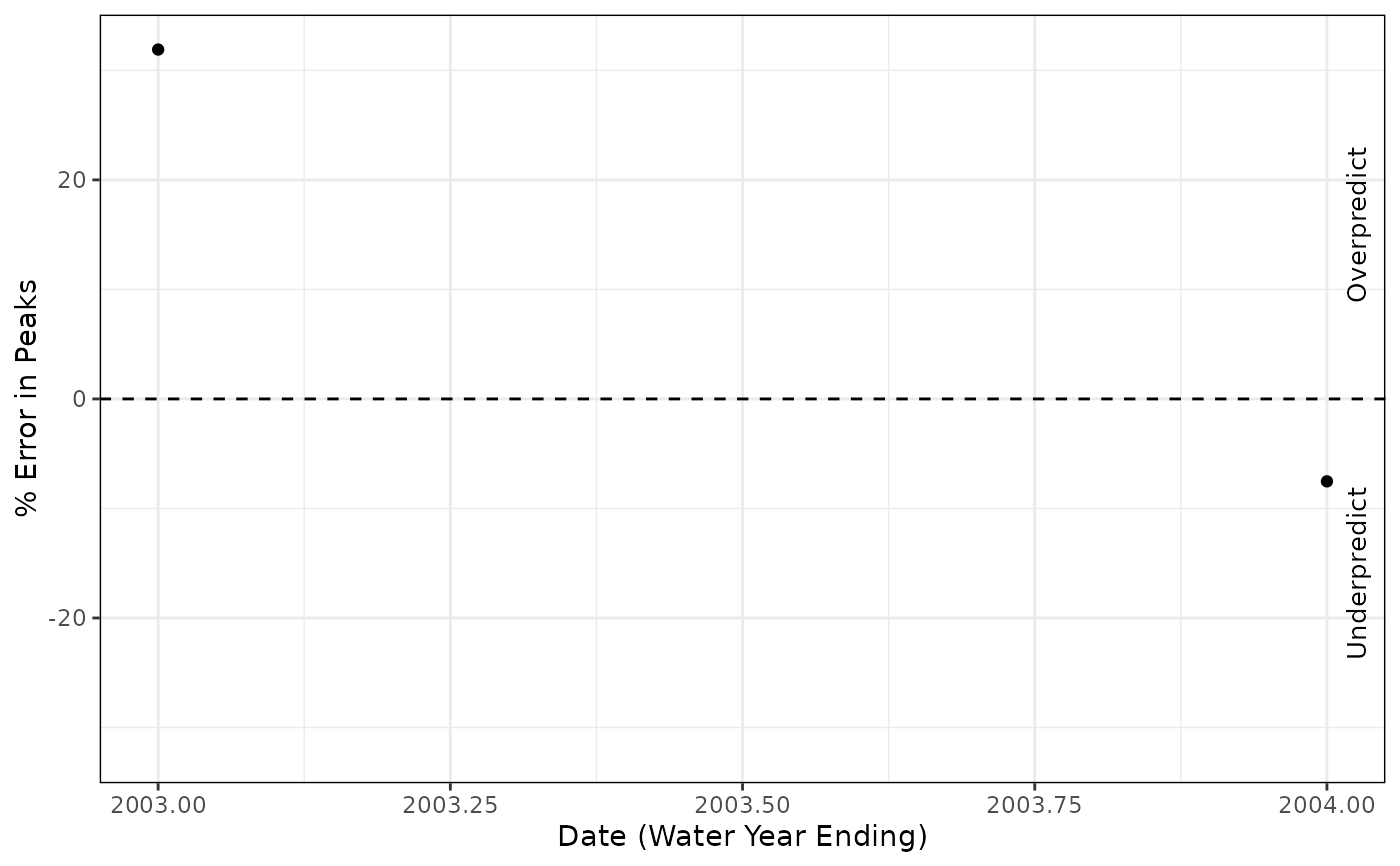 % Error in Peaks
20
0
-20
Overpredict
Underpredict
2003.00
2003.25
2003.50
2003.75
2004.00
Date (Water Year Ending)